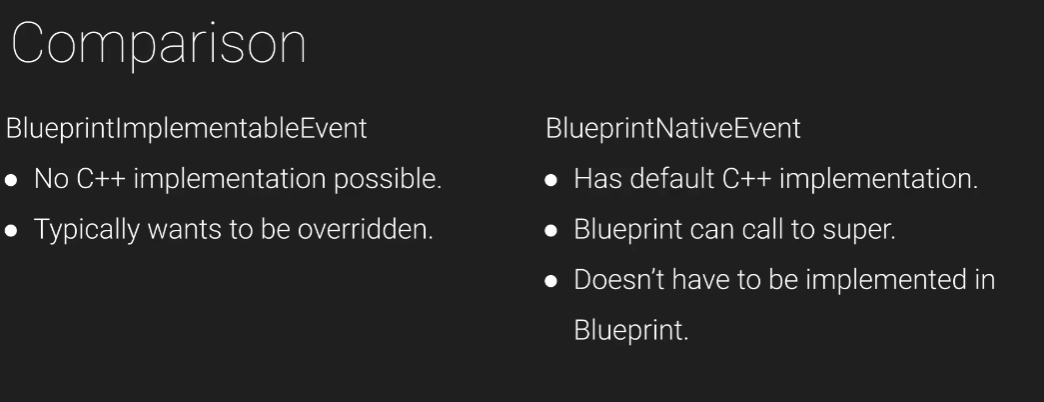 Comparison
BlueprintImplementableEvent
● No C++ implementation possible.
● Typically wants to be overridden.
BlueprintNativeEvent
● Has default C++ implementation.
● Blueprint can call to super.
● Doesn’t have to be implemented in
Blueprint.